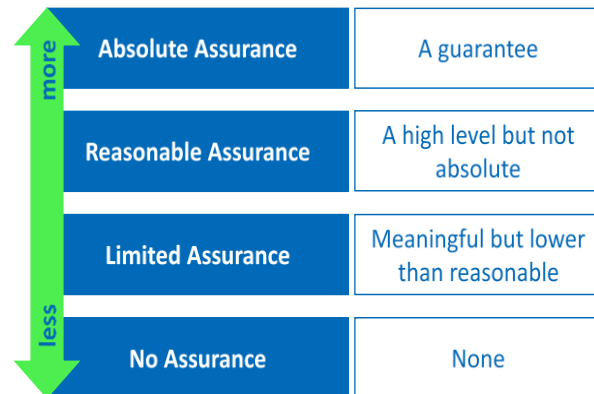 more
Absolute Assurance
A guarantee
Reasonable Assurance
A high level but not
absolute
Limited Assurance
Meaningful but lower
than reasonable
less
No Assurance
None